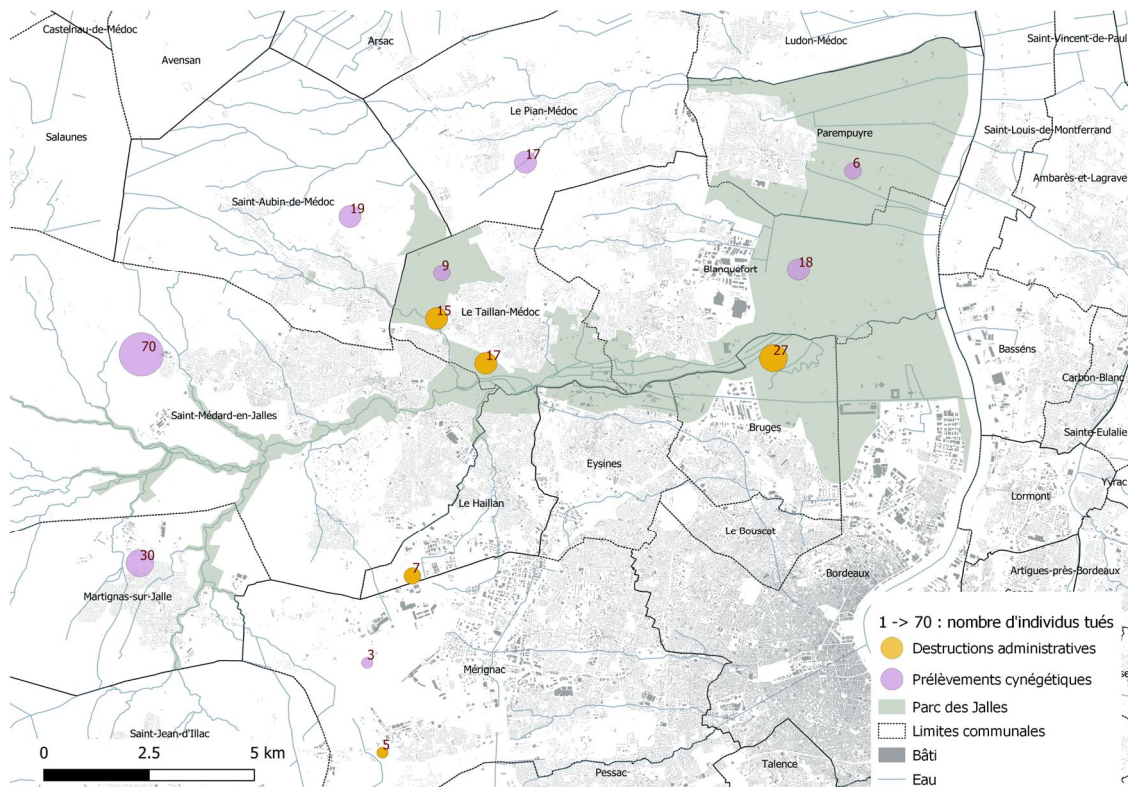 Castelnau-de-Médoc
Avensan
Arsac
Ludon-Médoc
Saint-Vincent-de-Paul
Salaunes
Le Pian-Médoc
Parempuyre
Saint-Louis-de-Montferrand
17
6
Ambarès-et-Lagrave
Saint-Aubin-de-Médoc
19
9
Blanquefort
18
15
Le Taillan-Médoc
70
17
27
Bassens
Carbon-Blanc
Saint-Médard-en-Jalles
Bruges
Sainte-Eulalie
Eysines
Yvrac
Le Haillan
Lormont
Le Bouscat
30
7
Bordeaux
Artigues-près-Bordeaux
Martignas-sur-Jalle
3
Mérignac
Saint-Jean-d'Illac
5
Pessac
Talence
0 2.5 5 km
1 -> 70 : nombre d'individus tués
Destructions administratives
Prélèvements cynégétiques
Parc des Jalles
Limites communales
Bâti
Eau